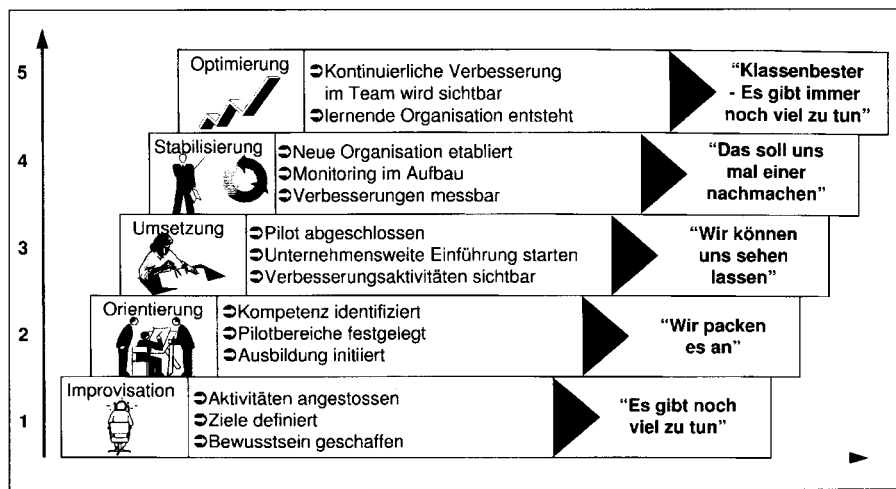 5
Optimierung
➲Kontinuierliche Verbesserung
im Team wird sichtbar
➲lernende Organisation entsteht
“Klassenbester
- Es gibt immer
noch viel zu tun”
4
Stabilisierung
➲Neue Organisation etabliert
➲Monitoring im Aufbau
➲Verbesserungen messbar
“Das soll uns
mal einer
nachmachen”
3
Umsetzung
➲Pilot abgeschlossen
➲Unternehmensweite Einführung starten
➲Verbesserungsaktivitäten sichtbar
“Wir können
uns sehen
lassen”
2
Orientierung
➲Kompetenz identifiziert
➲Pilotbereiche festgelegt
➲Ausbildung initiiert
“Wir packen
es an”
1
Improvisation
➲Aktivitäten angestossen
➲Ziele definiert
➲Bewusstsein geschaffen
“Es gibt noch
viel zu tun”